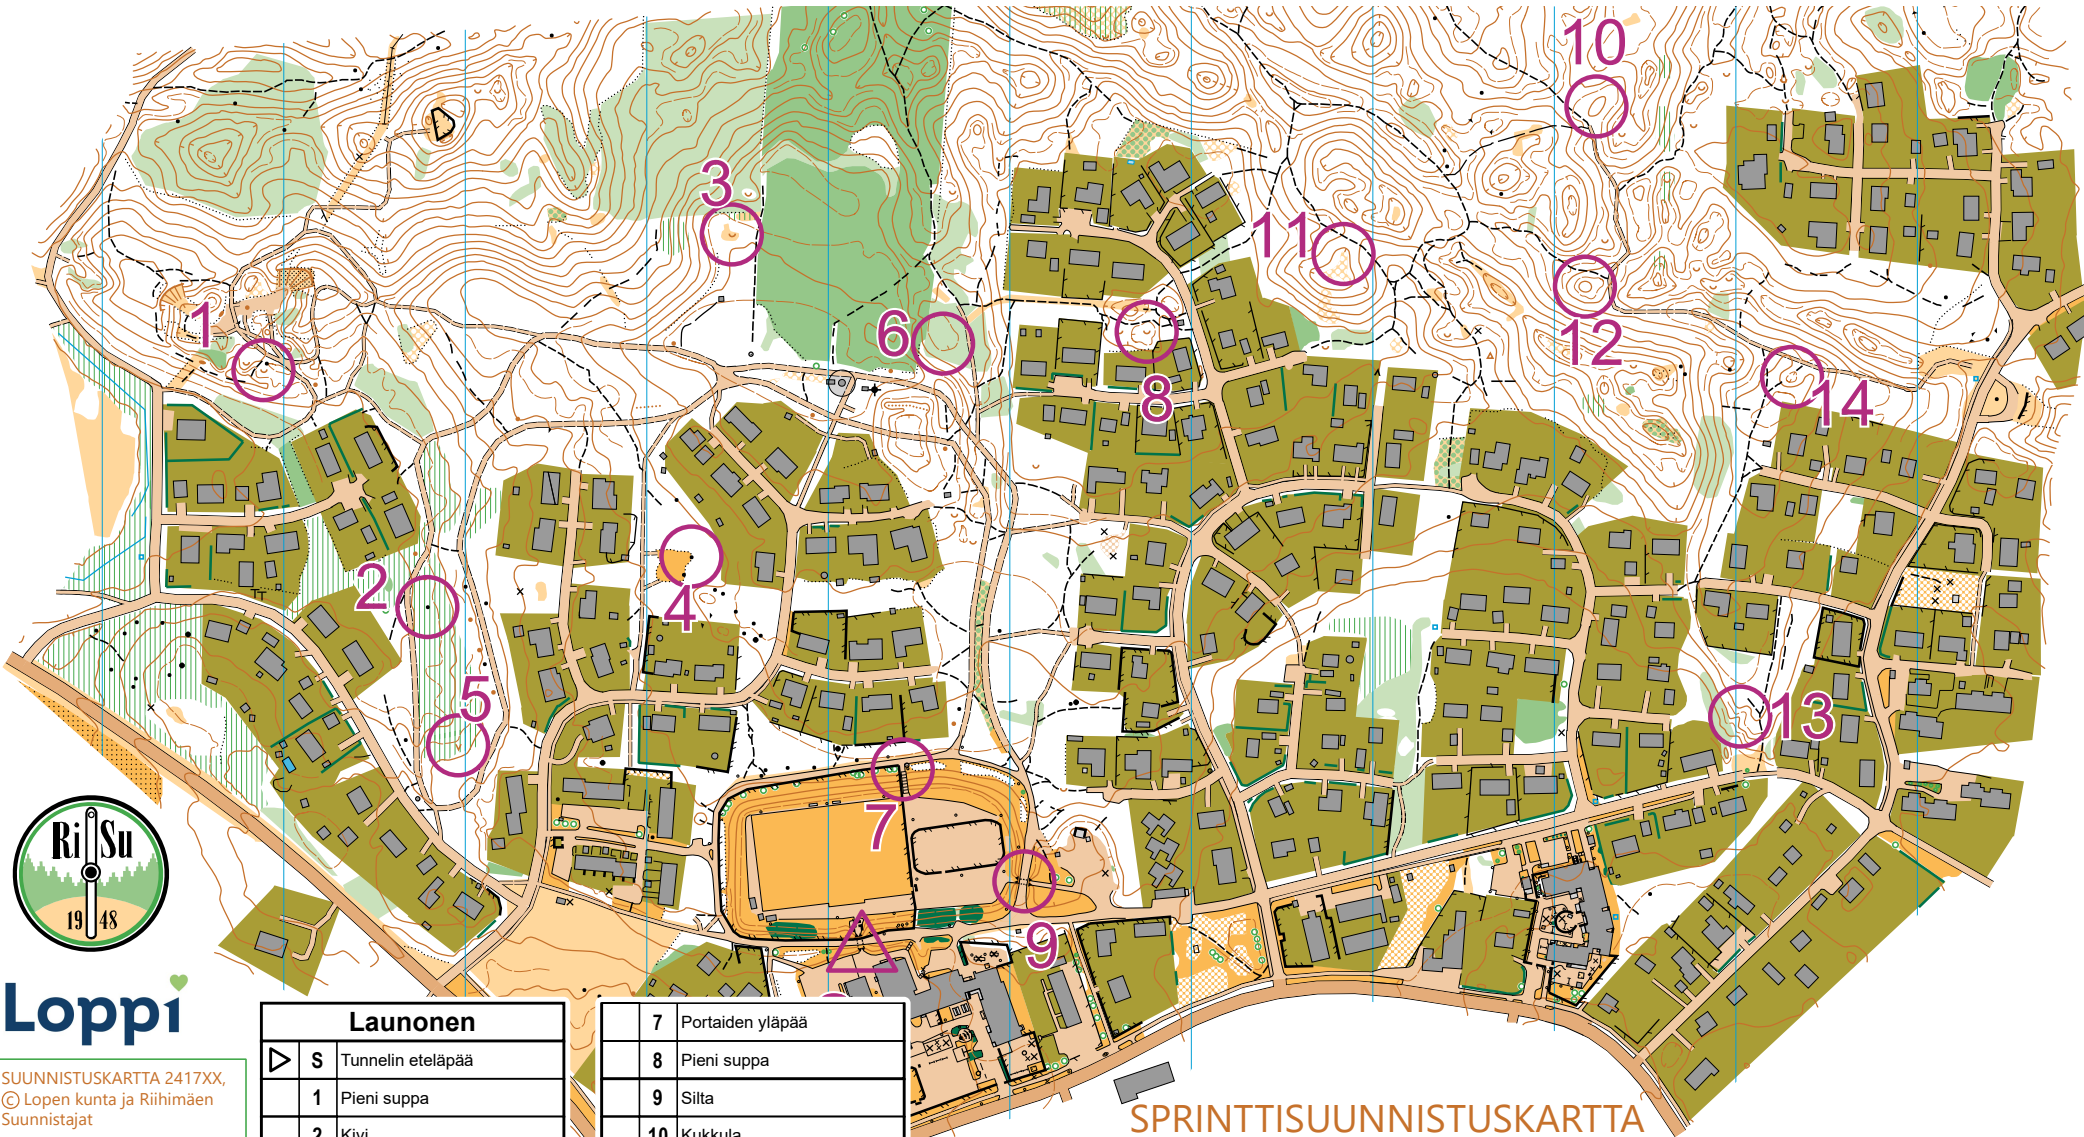 10
3
11
1
6
12
8
14
2
4
5
13
7
9
Ri Su
19 48
Loppi
SUUNNISTUSKARTTA 2417XX,
© Lopen kunta ja Riihimäen
Suunnistajat
Launonen
S Tunnelin eteläpää
1 Pieni suppa
2 Kivi
7 Portaiden yläpää
8 Pieni suppa
9 Silta
10 Kukkula
SPRINTTISUUNNISTUSKARTTA